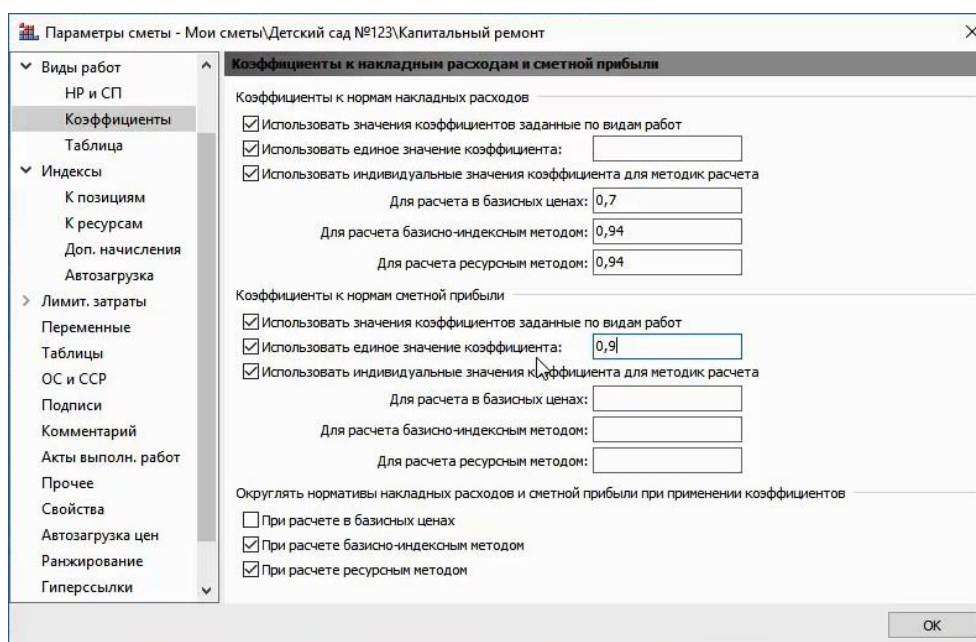 Параметры сметы - Мои сметы\Детский сад №123\Капитальный ремонт
Виды работ
НР и СП
Коэффициенты
Таблица
Индексы
К позициям
К ресурсам
Доп. начисления
Автозагрузка
Лимит. затраты
Переменные
Таблицы
ОС и ССР
Подписи
Комментарий
Акты выполн. работ
Прочее
Свойства
Автозагрузка цен
Ранжирование
Гиперссылки
Коэффициенты к накладным расходам и сметной прибыли
Коэффициенты к нормам накладных расходов
Использовать значения коэффициентов заданные по видам работ
Использовать единое значение коэффициента:
Использовать индивидуальные значения коэффициента для методик расчета
Для расчета в базисных ценах: 0,7
Для расчета базисно-индексным методом: 0,94
Для расчета ресурсным методом: 0,94
Коэффициенты к нормам сметной прибыли
Использовать значения коэффициентов заданные по видам работ
Использовать единое значение коэффициента: 0,9
Использовать индивидуальные значения коэффициента для методик расчета
Для расчета в базисных ценах:
Для расчета базисно-индексным методом:
Для расчета ресурсным методом:
Округлять нормативы накладных расходов и сметной прибыли при применении коэффициентов
При расчете в базисных ценах
При расчете базисно-индексным методом
При расчете ресурсным методом
ОК